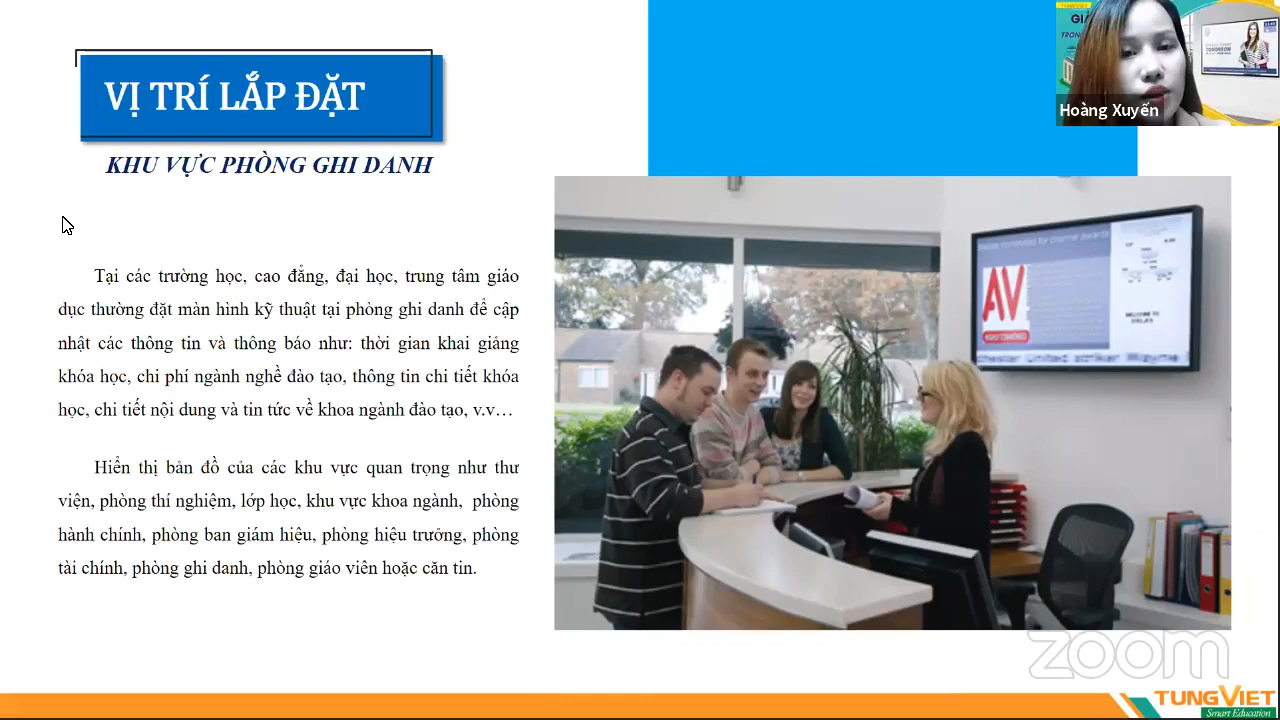 VỊ TRÍ LẮP ĐẶT
KHU VỰC PHÒNG GHI DANH
Tại các trường học, cao đẳng, đại học, trung tâm giáo
dục thường đặt màn hình kỹ thuật tại phòng ghi danh để cập
nhật các thông tin và thông báo như: thời gian khai giảng
khóa học, chi phí ngành nghề đào tạo, thông tin chi tiết khóa
học, chi tiết nội dung và tin tức về khoa ngành đào tạo, v.v…
Hiển thị bản đồ của các khu vực quan trọng như thư
viện, phòng thí nghiệm, lớp học, khu vực khoa ngành, phòng
hành chính, phòng ban giám hiệu, phòng hiệu trưởng, phòng
tài chính, phòng ghi danh, phòng giáo viên hoặc căn tin.
TUNGVIET
TOMORROW
Hoàng Xuyến
AV
zoom
TUNGVIET
Smart Education